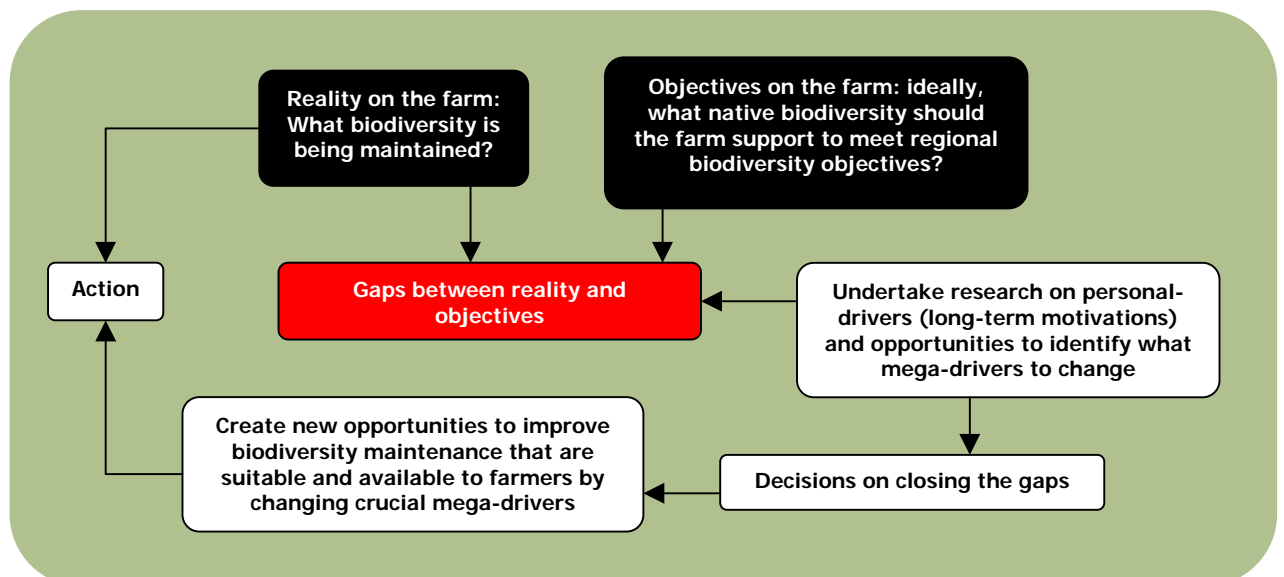 Reality on the farm:
What biodiversity is
being maintained?
Objectives on the farm: ideally,
what native biodiversity should
the farm support to meet regional
biodiversity objectives?
Action
Gaps between reality and
objectives
Undertake research on personal-
drivers (long-term motivations)
and opportunities to identify what
mega-drivers to change
Create new opportunities to improve
biodiversity maintenance that are
suitable and available to farmers by
changing crucial mega-drivers
Decisions on closing the gaps